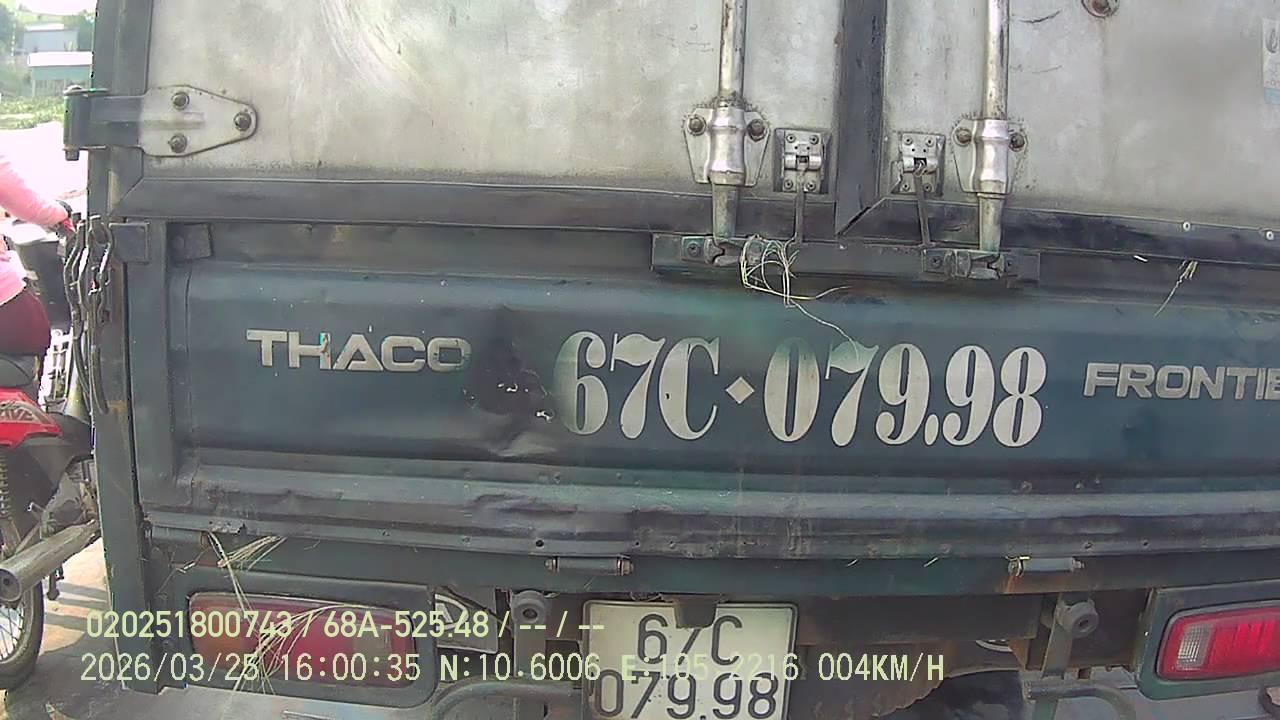 THACO
67C 079.98
FRONTIE
67C
079.98
020251800743 / 68A-525.48 / -- / --
2026/03/25 16:00:35 N:10.6006 E:105.2216 004KM/H